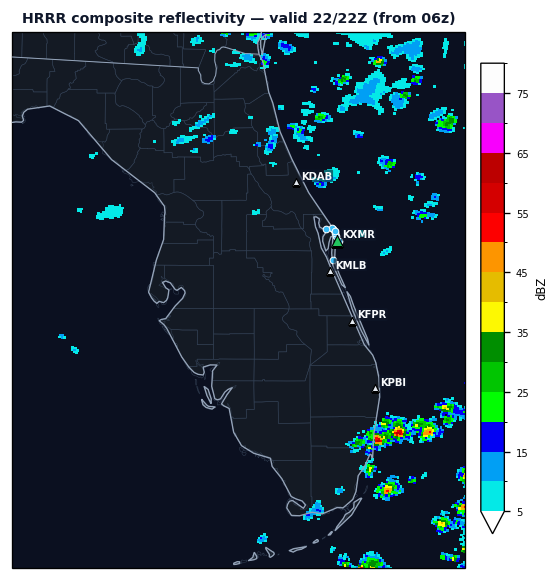 HRRR composite reflectivity — valid 22/22Z (from 06z)
75
65
55
45
35
25
15
5
dBZ
KDAB
KXMR
KMLB
KFPR
KPBI